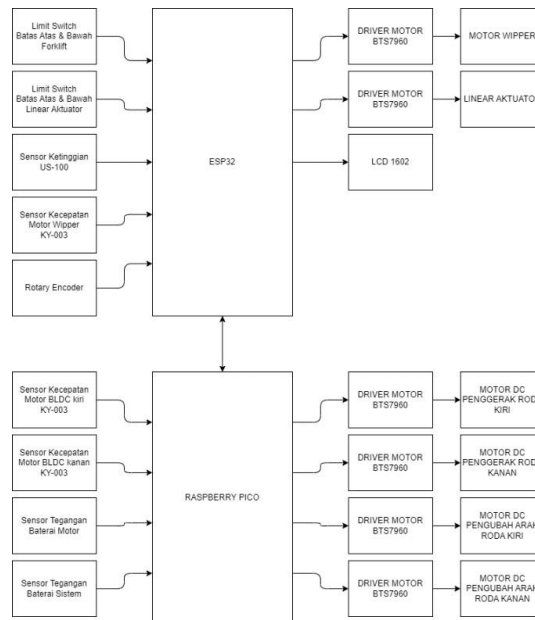 Limit Switch
Batas Atas & Bawah
Forklift
DRIVER MOTOR
BTS7960
MOTOR WIPPER
Limit Switch
Batas Atas & Bawah
Linear Aktuator
DRIVER MOTOR
BTS7960
LINEAR AKTUATOR
Sensor Ketinggian
US-100
ESP32
LCD 1602
Sensor Kecepatan
Motor Wipper
KY-003
Rotary Encoder
Sensor Kecepatan
Motor BLDC kiri
KY-003
DRIVER MOTOR
BTS7960
MOTOR DC
PENGGERAK RODA
KIRI
Sensor Kecepatan
Motor BLDC kanan
KY-003
DRIVER MOTOR
BTS7960
MOTOR DC
PENGGERAK RODA
KANAN
RASPBERRY PICO
Sensor Tegangan
Baterai Motor
DRIVER MOTOR
BTS7960
MOTOR DC
PENGUBAH ARAH
RODA KIRI
Sensor Tegangan
Baterai Sistem
DRIVER MOTOR
BTS7960
MOTOR DC
PENGUBAH ARAH
RODA KANAN